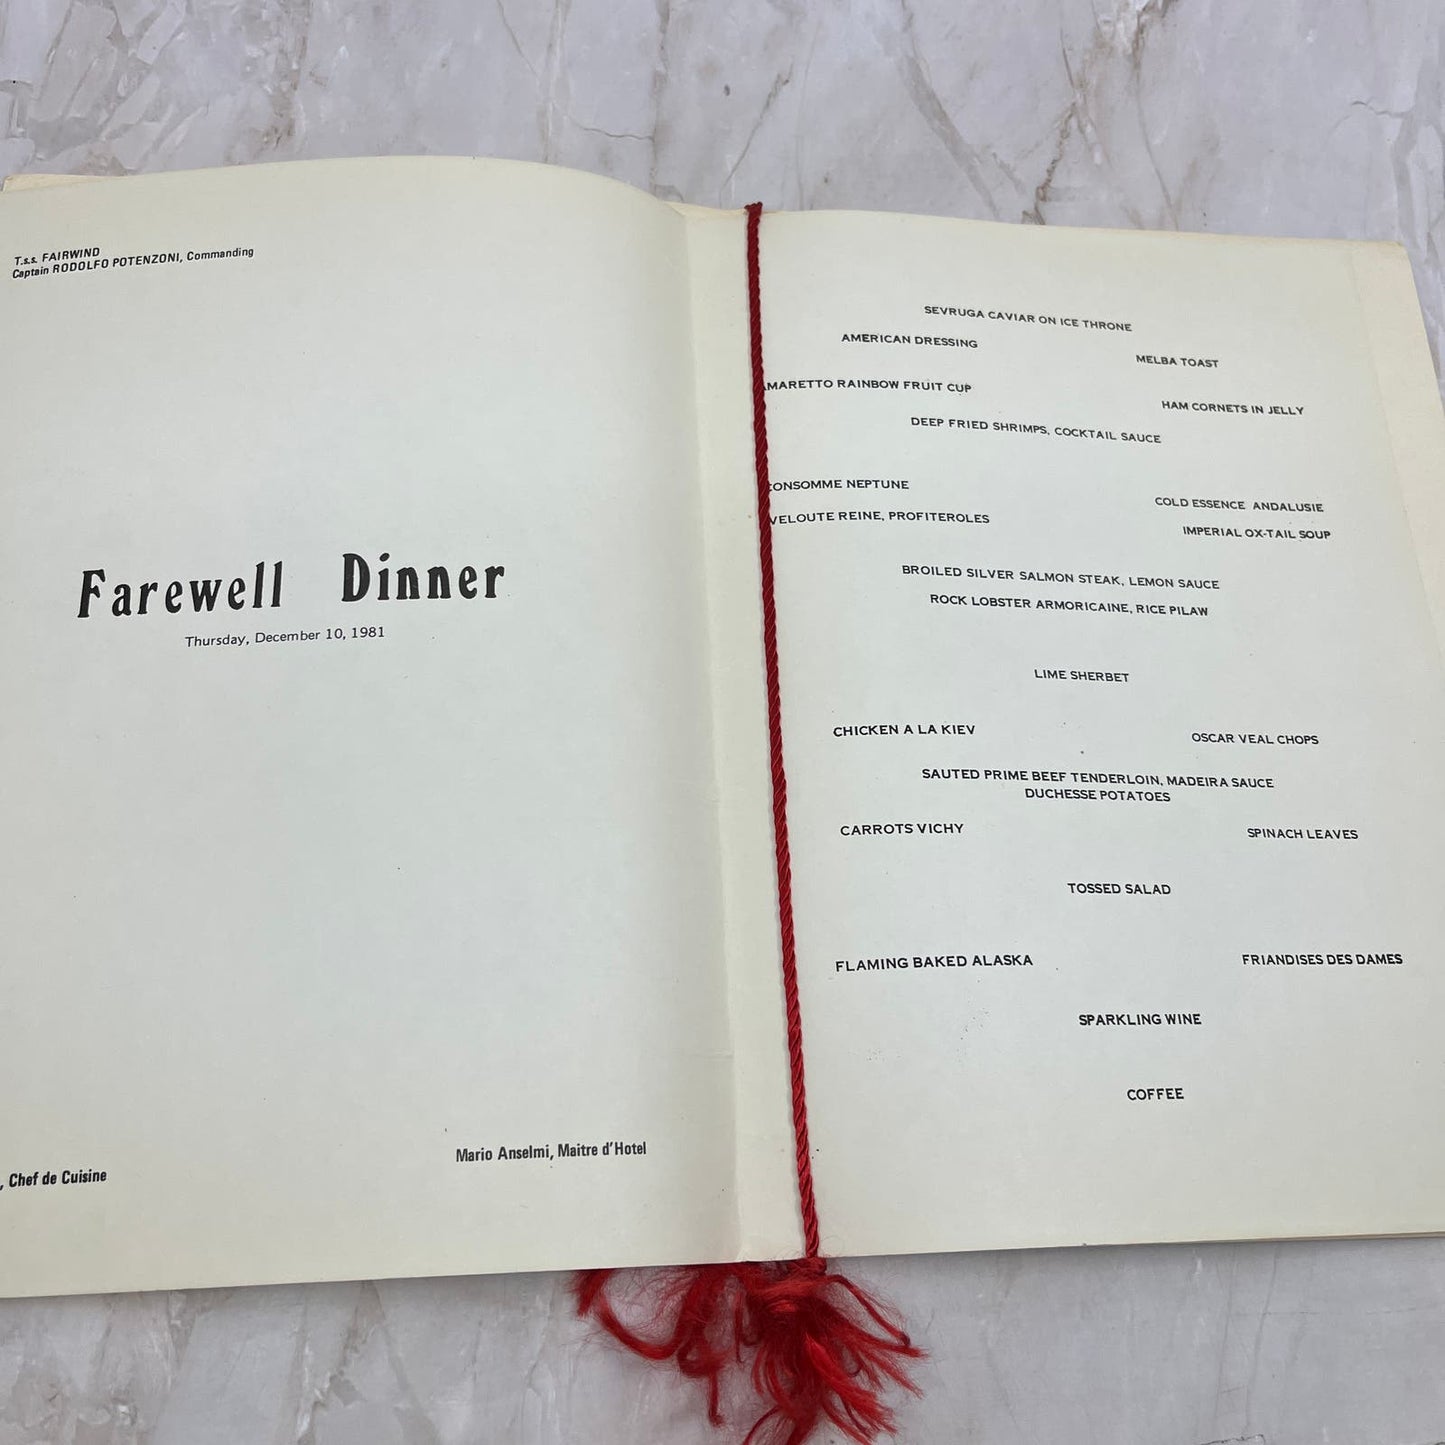 T.s.s. FAIRWIND
Captain RODOLFO POTENZONI, Commanding
Farewell Dinner
Thursday, December 10, 1981
, Chef de Cuisine
Mario Anselmi, Maitre d'Hotel
SEVRUGA CAVIAR ON ICE THRONE
AMERICAN DRESSING
MELBA TOAST
MARETTO RAINBOW FRUIT CUP
HAM CORNETS IN JELLY
DEEP FRIED SHRIMPS, COCKTAIL SAUCE
ONSOMME NEPTUNE
COLD ESSENCE ANDALUSIE
VELOUTE REINE, PROFITEROLES
IMPERIAL OX-TAIL SOUP
BROILED SILVER SALMON STEAK, LEMON SAUCE
ROCK LOBSTER ARMORICAINE, RICE PILAW
LIME SHERBET
CHICKEN A LA KIEV
OSCAR VEAL CHOPS
SAUTED PRIME BEEF TENDERLOIN, MADEIRA SAUCE
DUCHESSE POTATOES
CARROTS VICHY
SPINACH LEAVES
TOSSED SALAD
FLAMING BAKED ALASKA
FRIANDISES DES DAMES
SPARKLING WINE
COFFEE